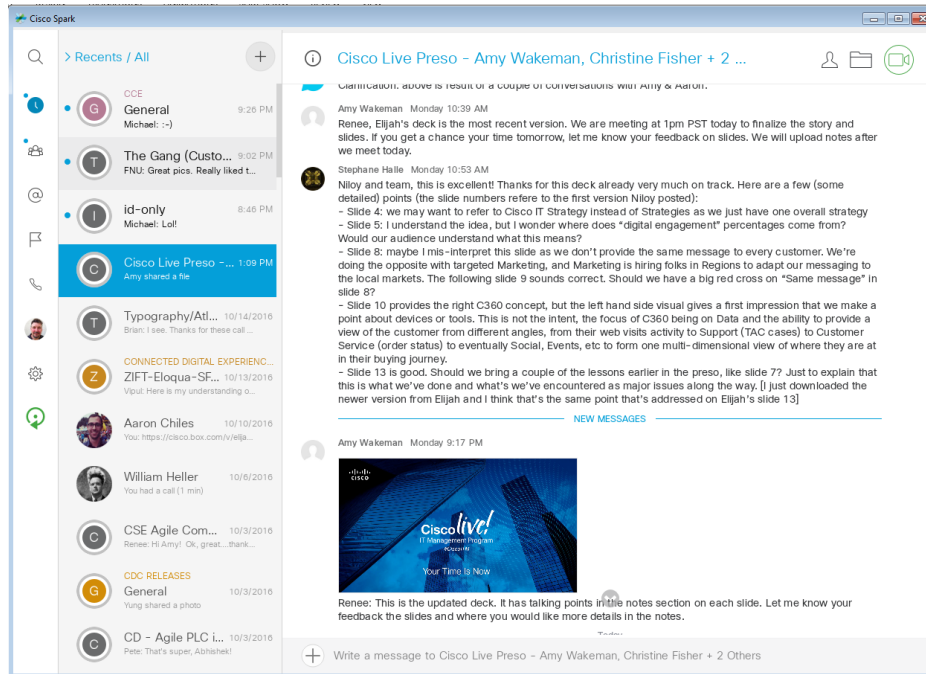 Cisco Spark
> Recents / All
CCE
General 9:26 PM
Michael: :-)
The Gang (Custo... 9:02 PM
FNU: Great pics. Really liked t...
id-only 8:46 PM
Michael: Lol!
Cisco Live Preso -... 1:09 PM
Amy shared a file
Typography/Atl... 10/14/2016
Brian: I see. Thanks for these call ...
CONNECTED DIGITAL EXPERIENC...
ZIFT-Eloqua-SF... 10/13/2016
Vipul: Here is my understanding o...
Aaron Chiles 10/10/2016
You: https://cisco.box.com/v/elija...
William Heller 10/6/2016
You had a call (1 min)
CSE Agile Com... 10/3/2016
Renee: Hi Amy! Ok, great....thank...
CDC RELEASES
General 10/3/2016
Yung shared a photo
CD - Agile PLC i... 10/3/2016
Pete: That's super, Abhishek!
G
T
I
C
T
Z
C
G
C
Cisco Live Preso - Amy Wakeman, Christine Fisher + 2 ...
Clarification: above is result of a couple of conversations with Amy & Aaron.
Amy Wakeman Monday 10:39 AM
Renee, Elijah's deck is the most recent version. We are meeting at 1pm PST today to finalize the story and
slides. If you get a chance your time tomorrow, let me know your feedback on slides. We will upload notes after
we meet today.
Stephane Halle Monday 10:53 AM
Niloy and team, this is excellent! Thanks for this deck already very much on track. Here are a few (some
detailed) points (the slide numbers refere to the first version Niloy posted):
- Slide 4: we may want to refer to Cisco IT Strategy instead of Strategies as we just have one overall strategy
- Slide 5: I understand the idea, but I wonder where does "digital engagement" percentages come from?
Would our audience understand what this means?
- Slide 8: maybe I mis-interpret this slide as we don't provide the same message to every customer. We're
doing the opposite with targeted Marketing, and Marketing is hiring folks in Regions to adapt our messaging to
the local markets. The following slide 9 sounds correct. Should we have a big red cross on "Same message" in
slide 8?
- Slide 10 provides the right C360 concept, but the left hand side visual gives a first impression that we make a
point about devices or tools. This is not the intent, the focus of C360 being on Data and the ability to provide a
view of the customer from different angles, from their web visits activity to Support (TAC cases) to Customer
Service (order status) to eventually Social, Events, etc to form one multi-dimensional view of where they are at
in their buying journey.
- Slide 13 is good. Should we bring a couple of the lessons earlier in the preso, like slide 7? Just to explain that
this is what we've done and what's we've encountered as major issues along the way. [I just downloaded the
newer version from Elijah and I think that's the same point that's addressed on Elijah's slide 13]
NEW MESSAGES
Amy Wakeman Monday 9:17 PM
CISCO
Cisco live!
IT Management Program
Your Time Is Now
Renee: This is the updated deck. It has talking points in the notes section on each slide. Let me know your
feedback the slides and where you would like more details in the notes.
Today
Write a message to Cisco Live Preso - Amy Wakeman, Christine Fisher + 2 Others